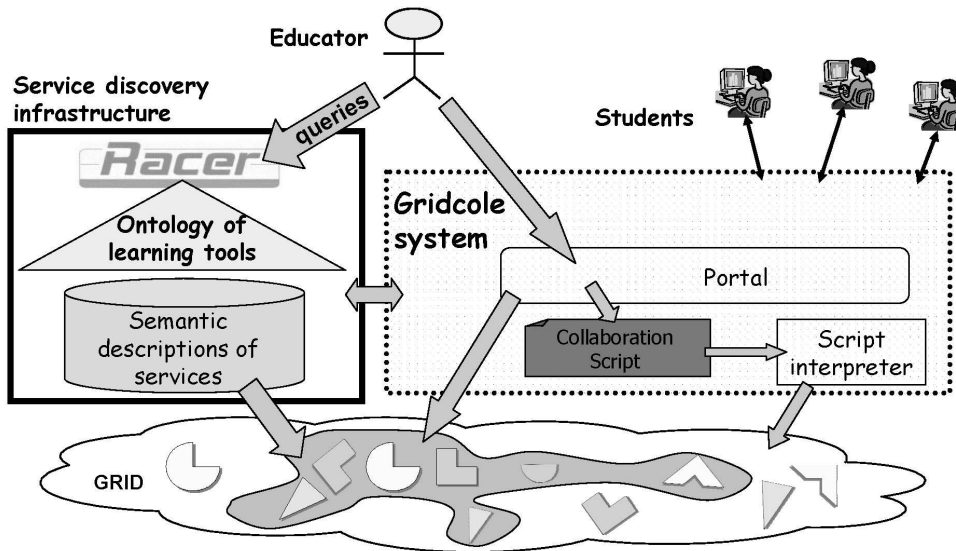 Educator
Service discovery
infrastructure
queries
Students
Racer
Ontology of
learning tools
Gridcole
system
Portal
Semantic
descriptions of
services
Collaboration
Script
Script
interpreter
GRID